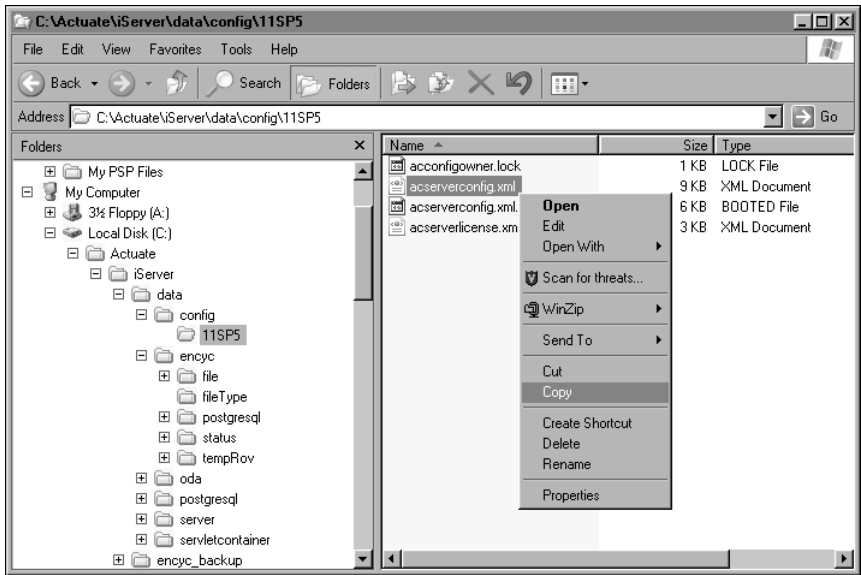 C:\Actuate\iServer\data\config\11SP5
File Edit View Favorites Tools Help
Back Search Folders
Address C:\Actuate\iServer\data\config\11SP5 Go
Folders
My PSP Files
My Computer
3½ Floppy (A:)
Local Disk (C:)
Actuate
iServer
data
config
11SP5
encyc
file
fileType
postgresql
status
tempRov
oda
postgresql
server
servletcontainer
encyc_backup
Name Size Type
acconfigowner.lock 1 KB LOCK File
acserverconfig.xml 9 KB XML Document
acserverconfig.xml. 6 KB BOOTED File
acserverlicense.xm 3 KB XML Document
Open
Edit
Open With
Scan for threats...
WinZip
Send To
Cut
Copy
Create Shortcut
Delete
Rename
Properties